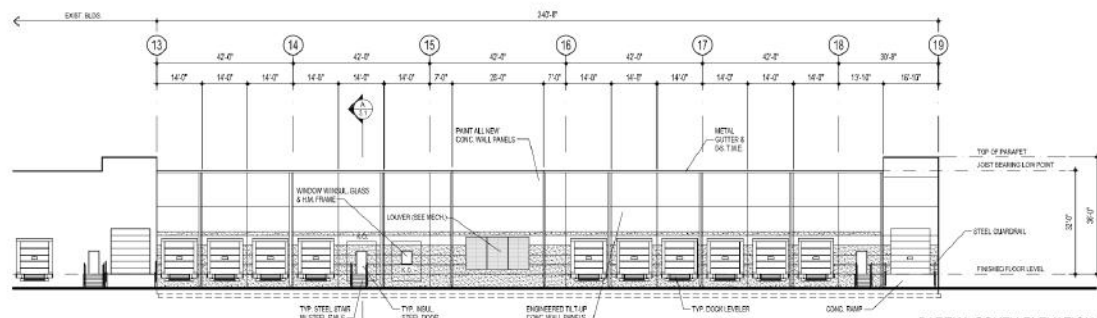 EXIST. BLDG.
240'-8"
13
14
15
16
17
18
19
42'-0"
42'-0"
42'-0"
42'-0"
42'-0"
30'-8"
14'-0"
14'-0"
14'-0"
14'-0"
14'-0"
14'-0"
7'-0"
28'-0"
7'-0"
14'-0"
14'-0"
14'-0"
14'-0"
14'-0"
14'-0"
13'-10"
16'-10"
A
3.1
PAINT ALL NEW
CONC. WALL PANELS
METAL
GUTTER &
TOP OF PARAPET
JOIST BEARING LOW POINT
WINDOW W/INSUL. GLASS
& H.M. FRAME
LOUVER (SEE MECH.)
K.O.
K.O.
32'-0"
36'-0"
STEEL GUARDRAIL
FINISHED FLOOR LEVEL
TYP. STEEL STAIR
TYP. INSUL.
STEEL DOOR
ENGINEERED TILT-UP
CONC. WALL PANELS
TYP. DOCK LEVELER
CONC. RAMP